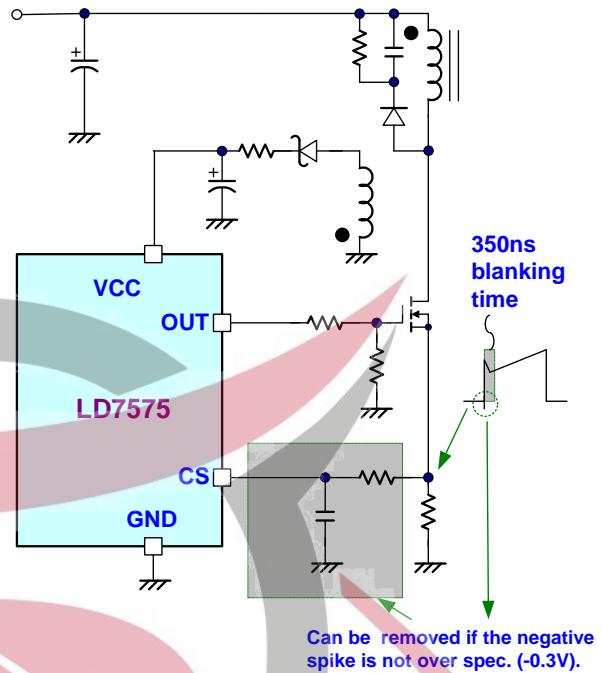 350ns
blanking
time
+
+
VCC
OUT
LD7575
CS
GND
Can be removed if the negative
spike is not over spec. (-0.3V).